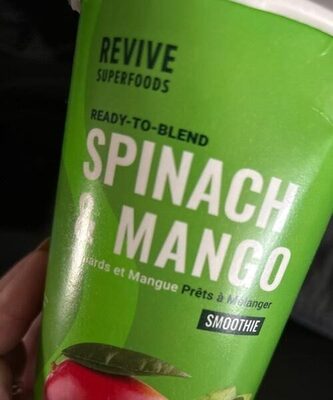 REVIVE
SUPERFOODS
READY-TO-BLEND
SPINACH
& MANGO
et Mangue Prêts à Mélanger
SMOOTHIE